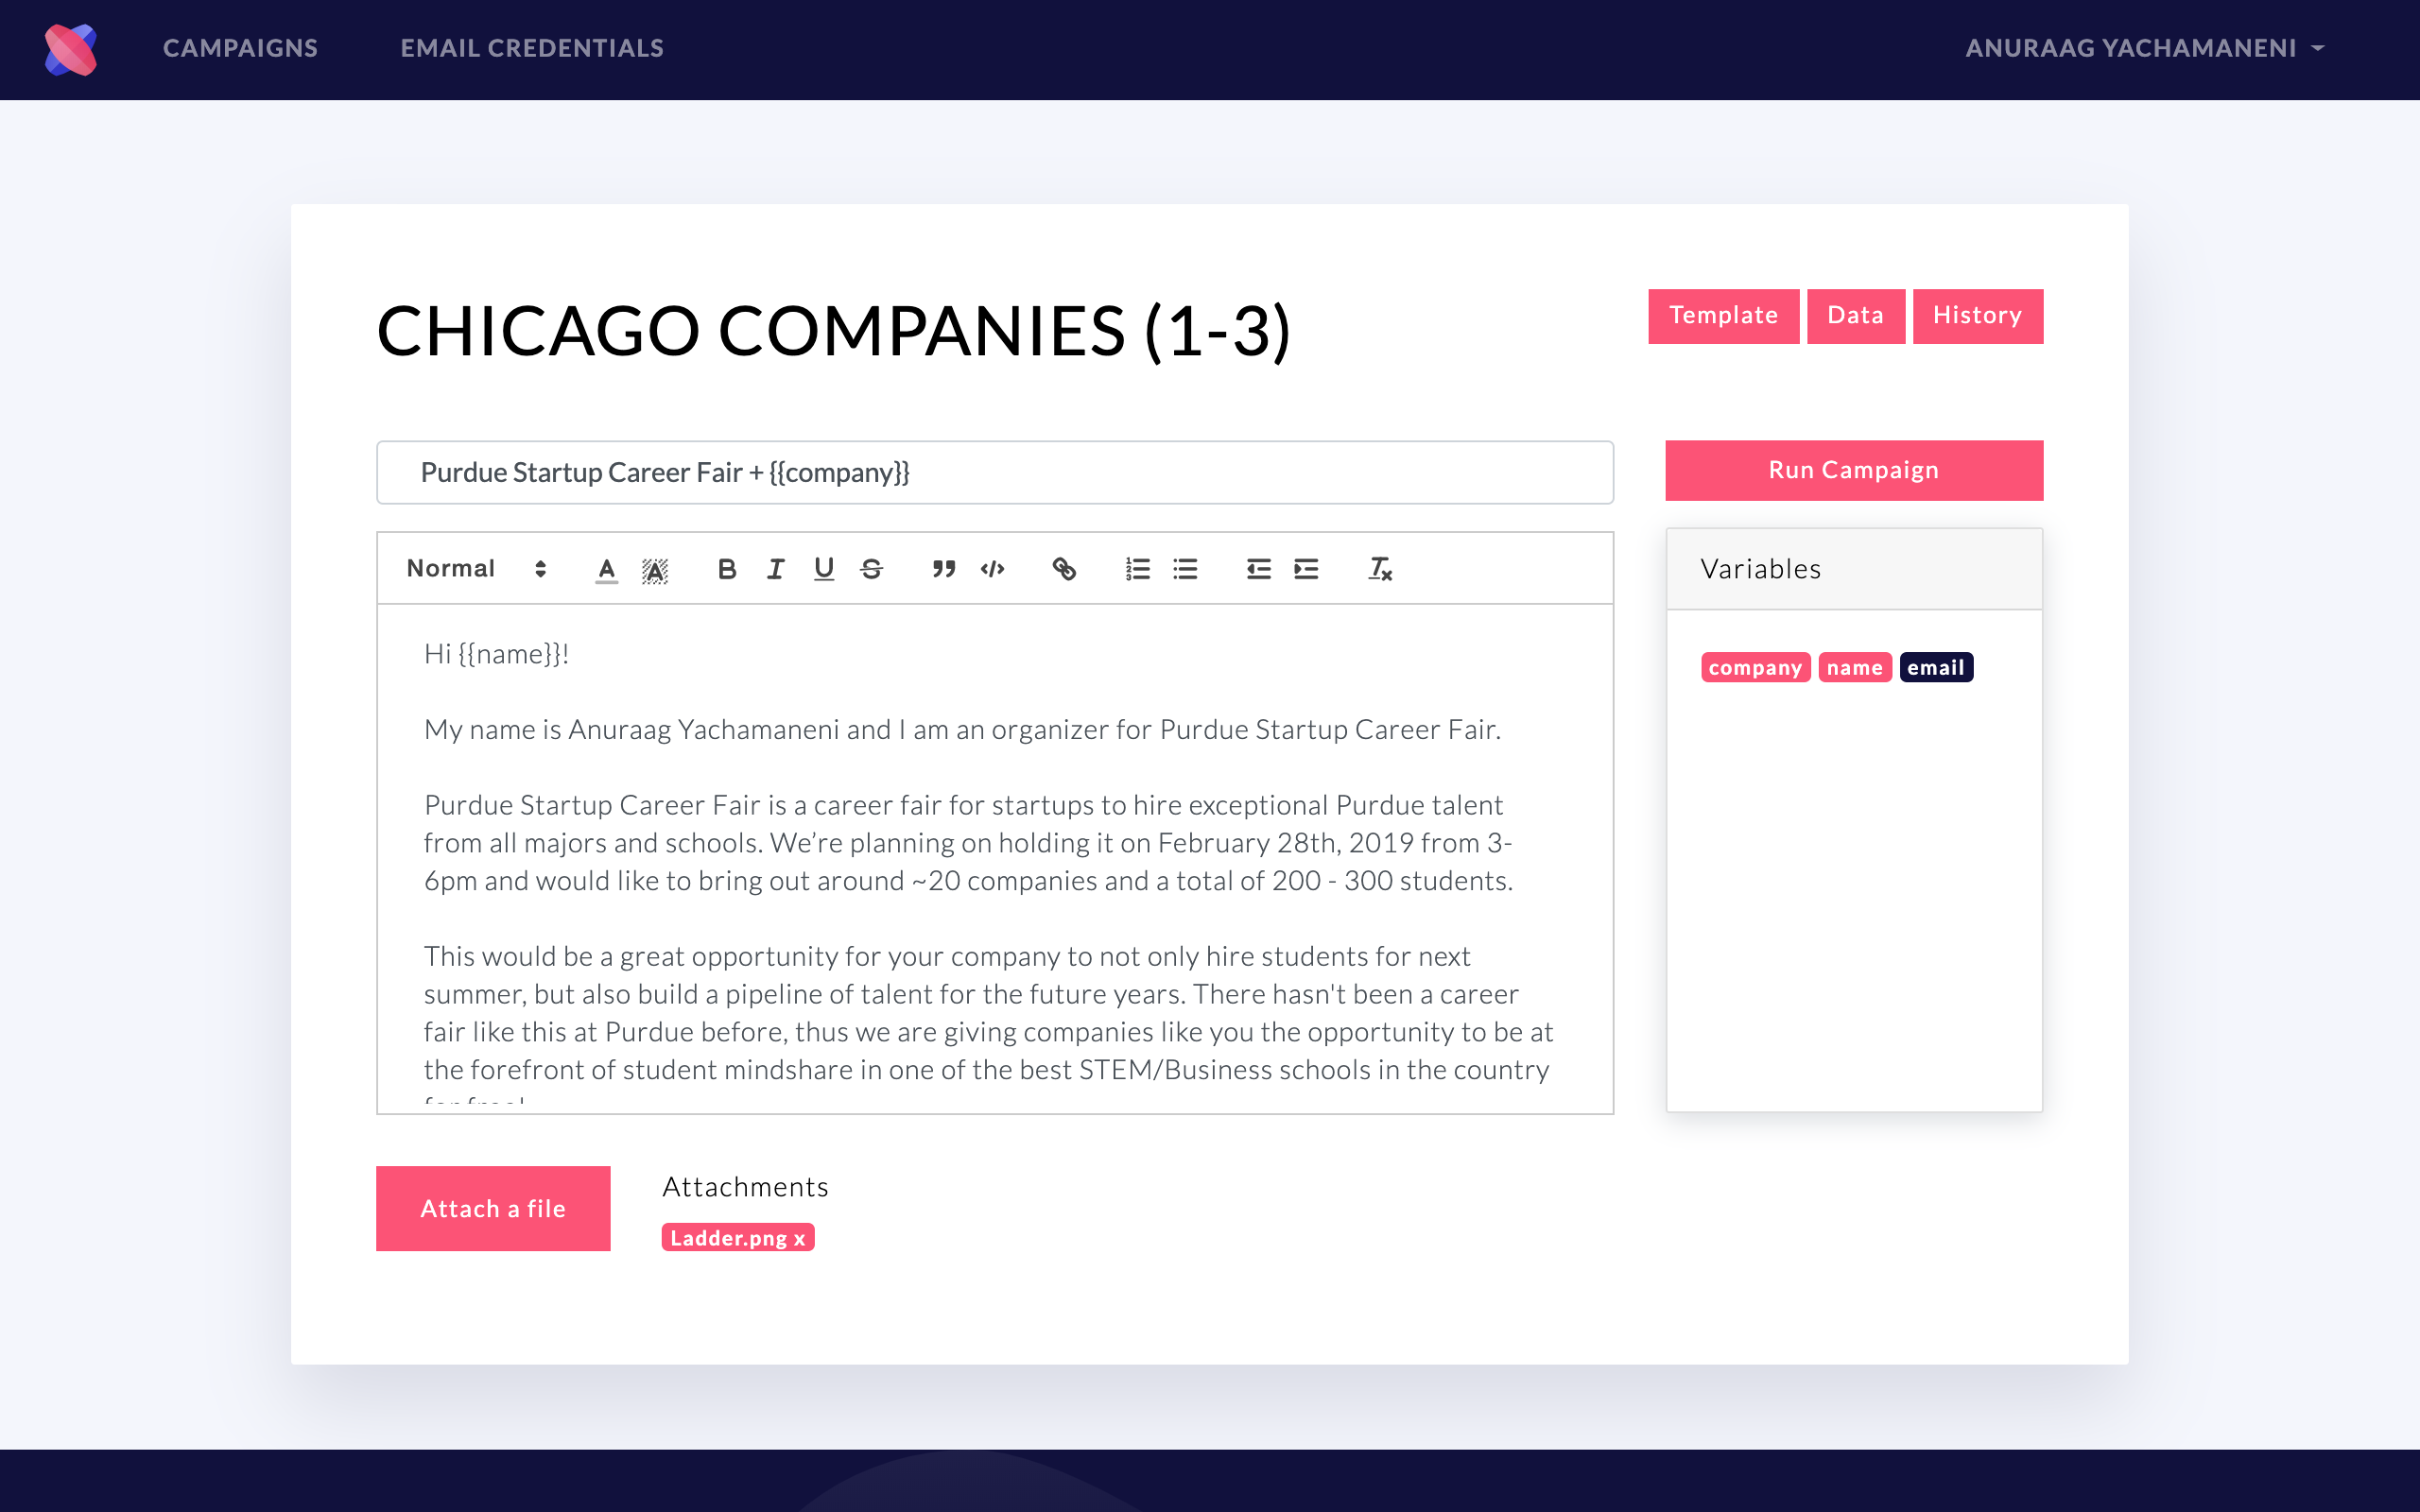 CAMPAIGNS
EMAIL CREDENTIALS
ANURAAG YACHAMANENI
CHICAGO COMPANIES (1-3)
Template
Data
History
Purdue Startup Career Fair + {{company}}
Run Campaign
Normal
Variables
company name email
Hi {{name}}!
My name is Anuraag Yachamaneni and I am an organizer for Purdue Startup Career Fair.
Purdue Startup Career Fair is a career fair for startups to hire exceptional Purdue talent
from all majors and schools. We’re planning on holding it on February 28th, 2019 from 3-
6pm and would like to bring out around ~20 companies and a total of 200 - 300 students.
This would be a great opportunity for your company to not only hire students for next
summer, but also build a pipeline of talent for the future years. There hasn't been a career
fair like this at Purdue before, thus we are giving companies like you the opportunity to be at
the forefront of student mindshare in one of the best STEM/Business schools in the country
Attach a file
Attachments
Ladder.png x